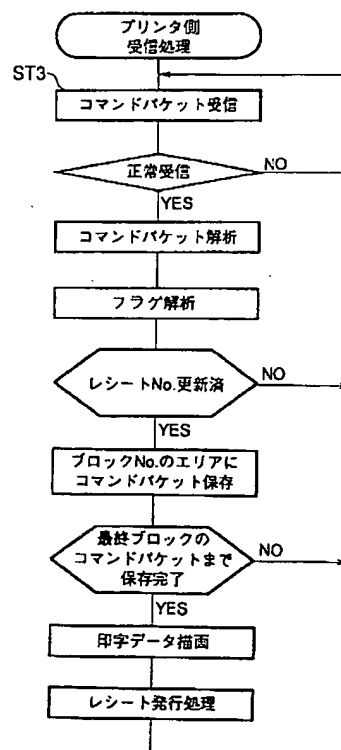 プリンタ側
受信処理
ST3
コマンドパケット受信
正常受信
NO
YES
コマンドパケット解析
フラグ解析
レシートNo.更新済
NO
YES
ブロックNo.のエリアに
コマンドパケット保存
最終ブロックの
コマンドパケットまで
保存完了
NO
YES
印字データ描画
レシート発行処理